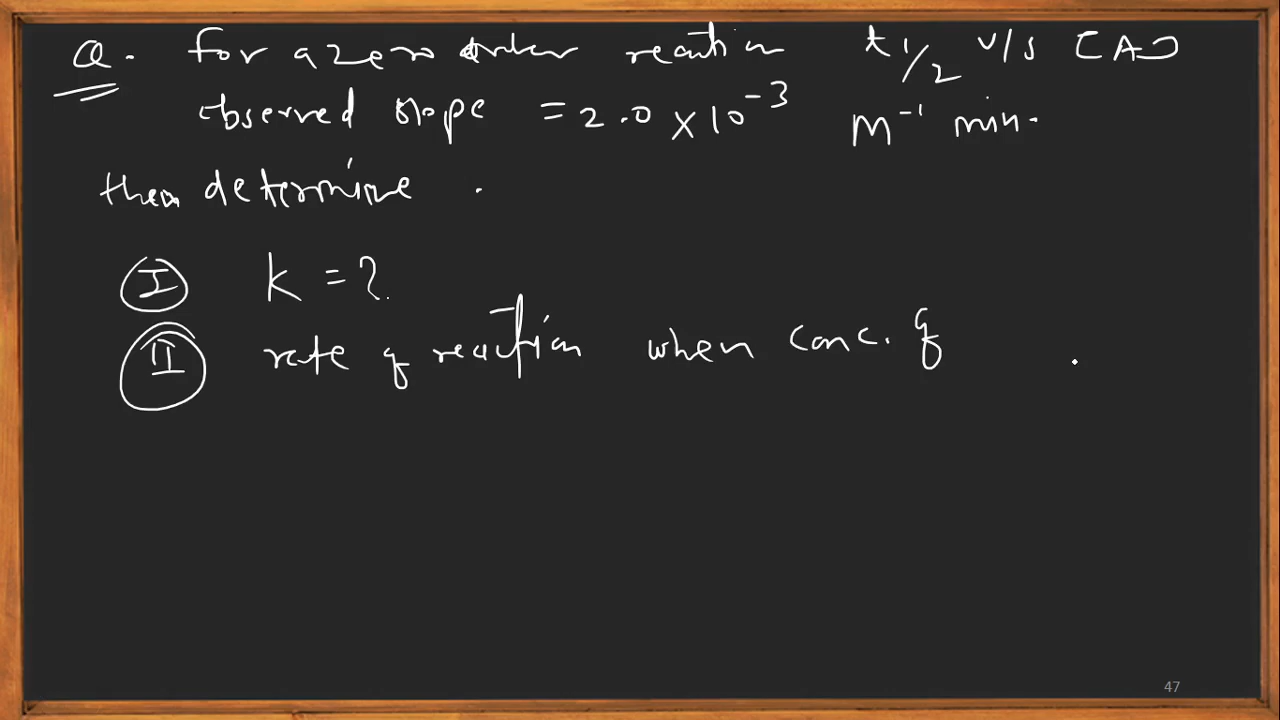 Q. For a zero order reaction t1/2 v/s [A]
observed slope = 2.0 × 10⁻³ M⁻¹ min.
then determine .
I k = ?
II rate of reaction when conc. of
47